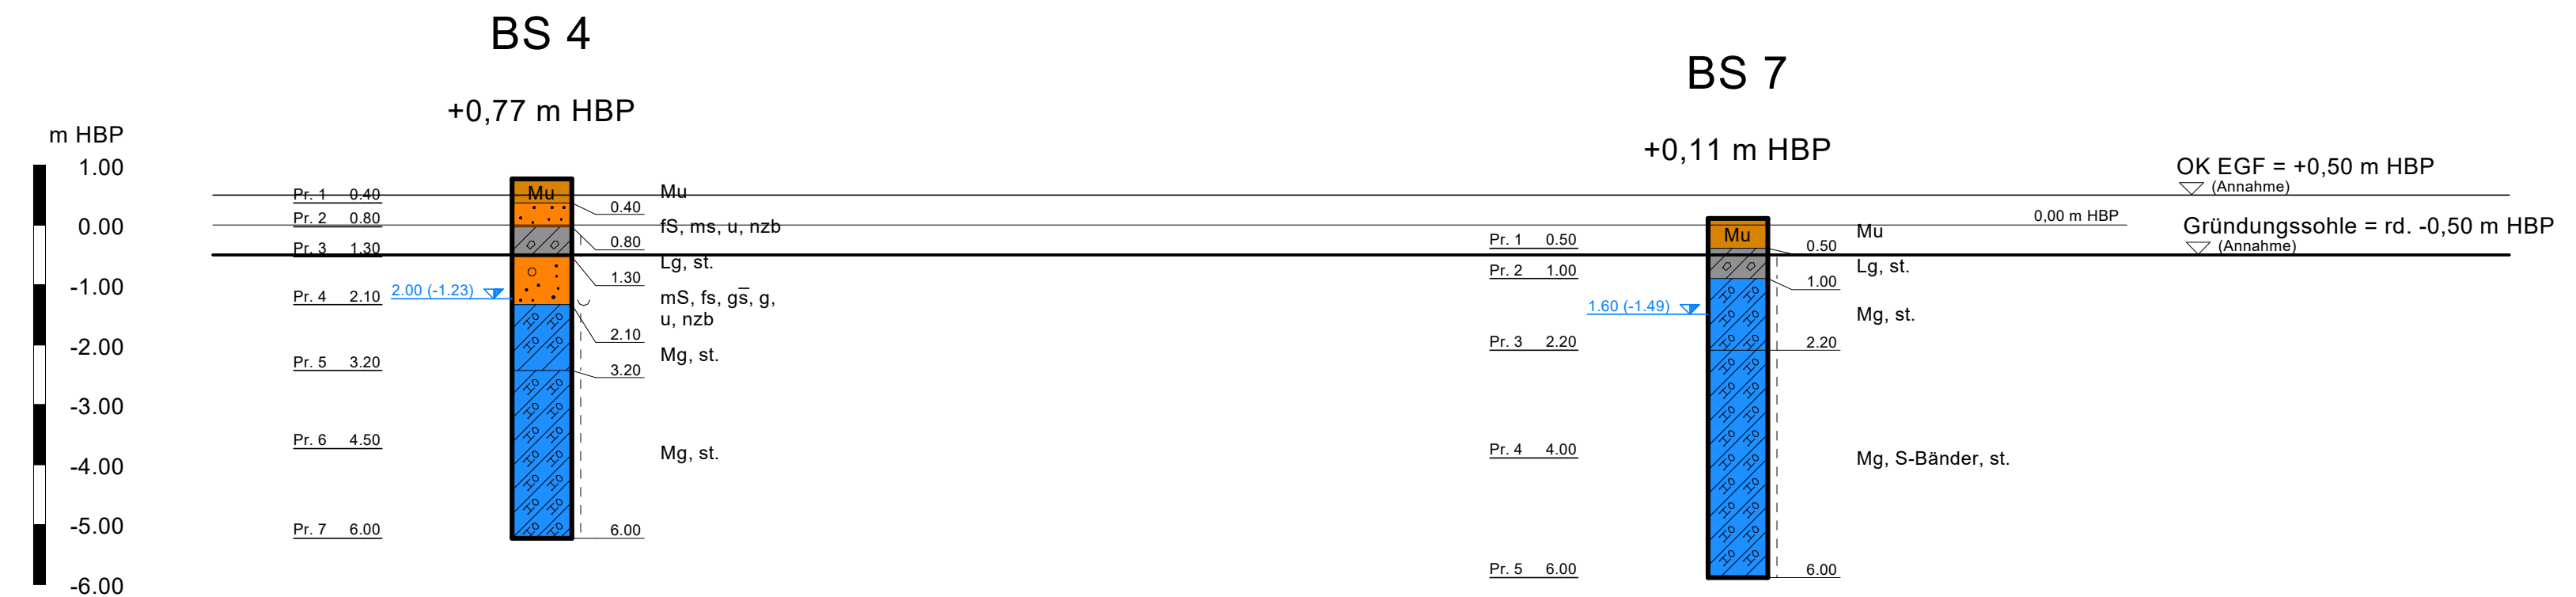 BS 4
+0,77 m HBP
BS 7
+0,11 m HBP
m HBP
1.00
0.00
-1.00
-2.00
-3.00
-4.00
-5.00
-6.00
Pr. 1 0.40
Pr. 2 0.80
Pr. 3 1.30
Pr. 4 2.10
Pr. 5 3.20
Pr. 6 4.50
Pr. 7 6.00
2.00 (-1.23)
Mu
0.40
0.80
1.30
2.10
3.20
6.00
Mu
fS, ms, u, nzb
Lg, st.
mS, fs, gs̅, g,
u, nzb
Mg, st.
Mg, st.
Pr. 1 0.50
Pr. 2 1.00
Pr. 3 2.20
Pr. 4 4.00
Pr. 5 6.00
1.60 (-1.49)
Mu
0.50
1.00
2.20
6.00
Mu
Lg, st.
Mg, st.
Mg, S-Bänder, st.
OK EGF = +0,50 m HBP
(Annahme)
0,00 m HBP
Gründungssohle = rd. -0,50 m HBP
(Annahme)